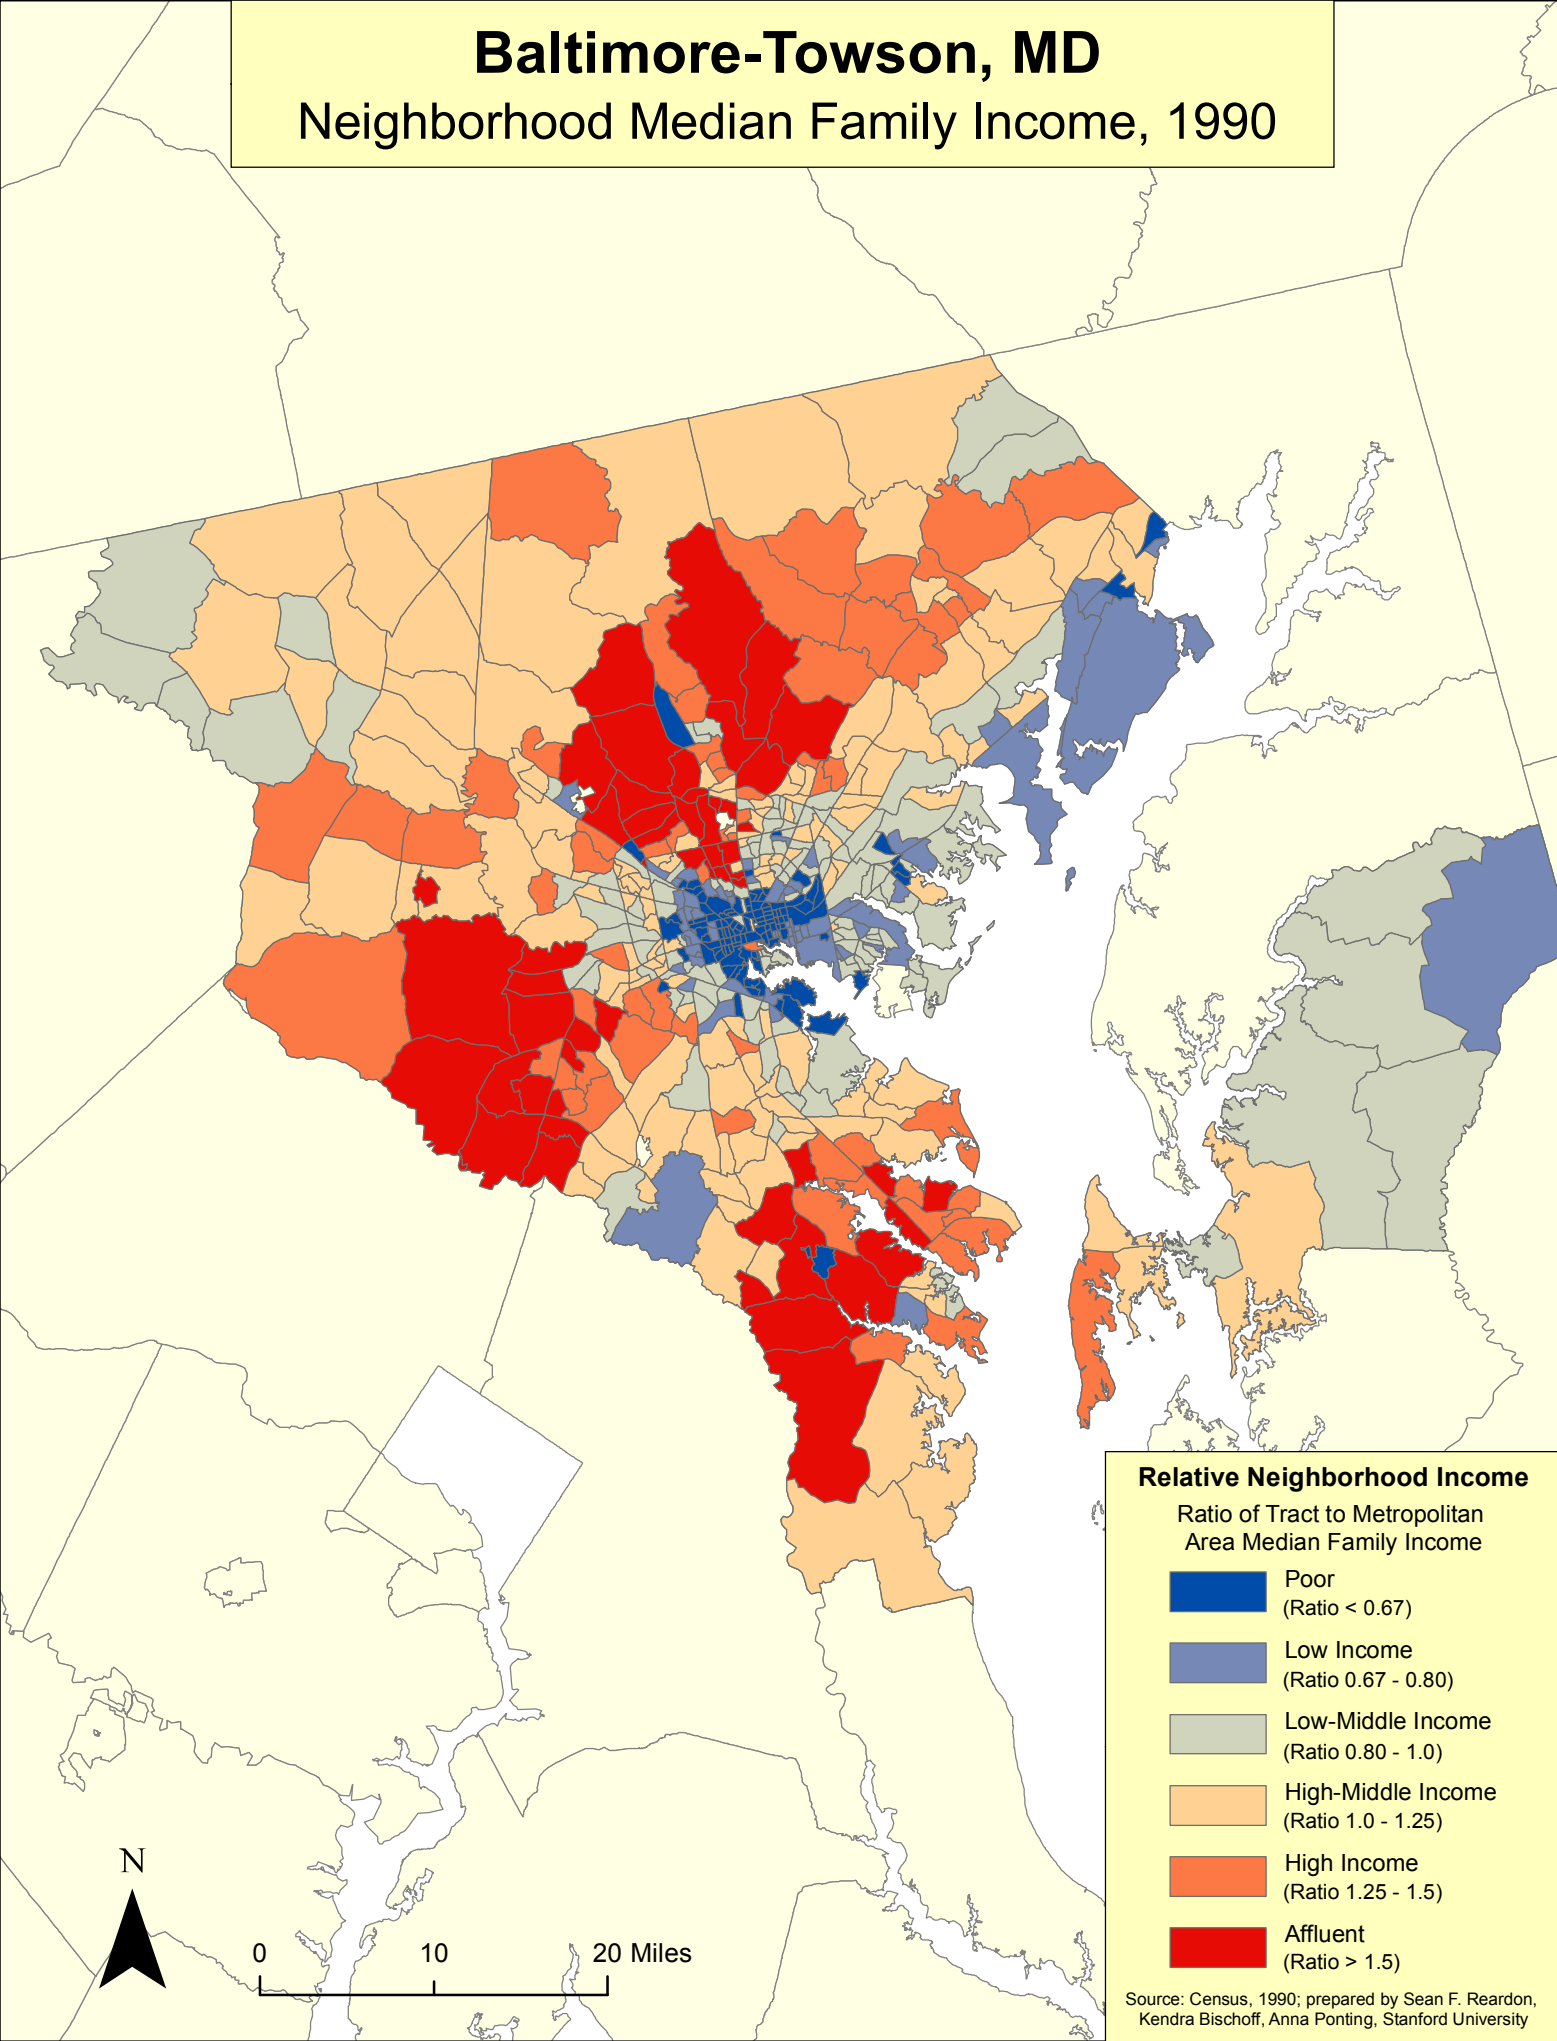 Baltimore-Towson, MD
Neighborhood Median Family Income, 1990
Relative Neighborhood Income
Ratio of Tract to Metropolitan
Area Median Family Income
Poor
(Ratio < 0.67)
Low Income
(Ratio 0.67 - 0.80)
Low-Middle Income
(Ratio 0.80 - 1.0)
High-Middle Income
(Ratio 1.0 - 1.25)
High Income
(Ratio 1.25 - 1.5)
Affluent
(Ratio > 1.5)
Source: Census, 1990; prepared by Sean F. Reardon,
Kendra Bischoff, Anna Ponting, Stanford University
N
0 10 20 Miles